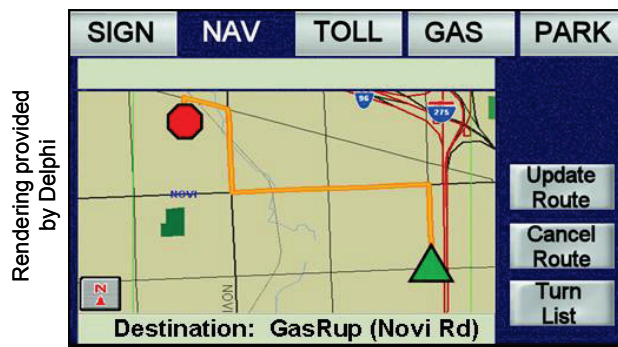 Rendering provided
by Delphi
SIGN NAV TOLL GAS PARK
96
275
NOVI
NOVI
N
Update
Route
Cancel
Route
Turn
List
Destination: GasRup (Novi Rd)